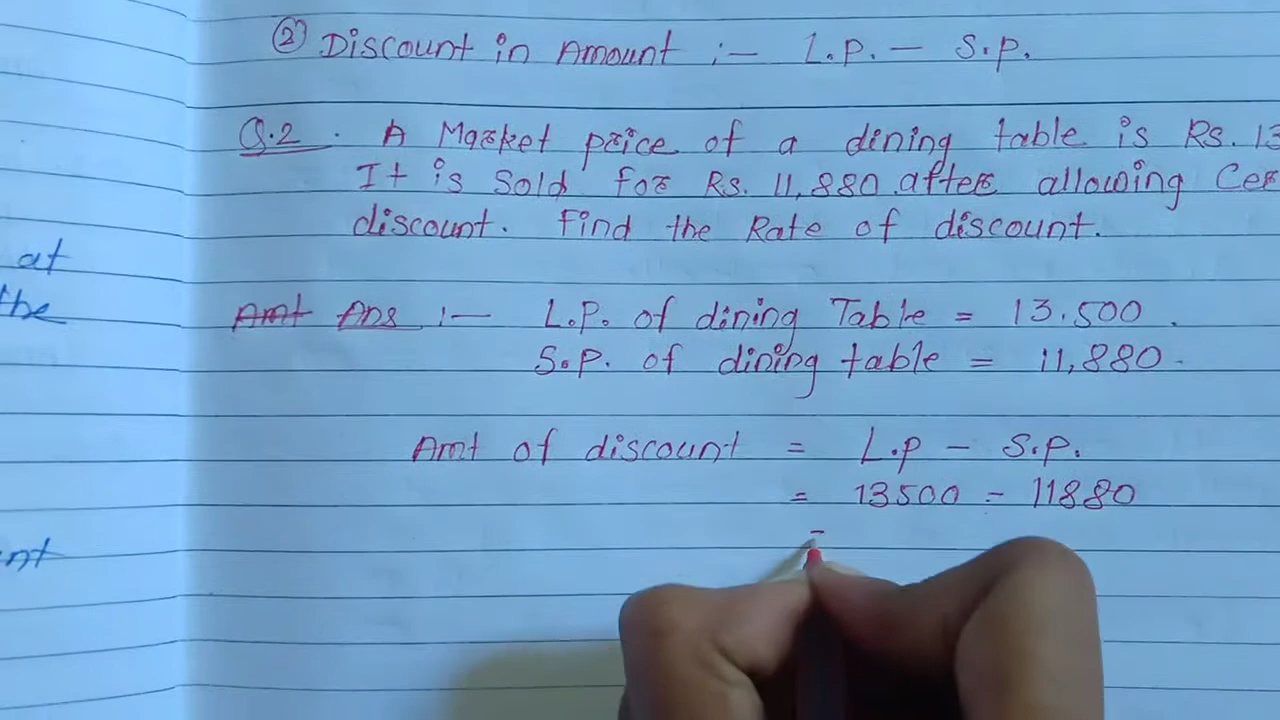 ② Discount in Amount :- L.P. - S.P.
Q.2. A Market price of a dining table is Rs. 13
It is Sold for Rs. 11,880 after allowing Cer
discount. Find the Rate of discount.
at
the
Amt Ans :- L.P. of dining Table = 13.500.
S.P. of dining table = 11,880.
Amt of discount = L.P - S.P.
= 13500 - 11880
nt
=